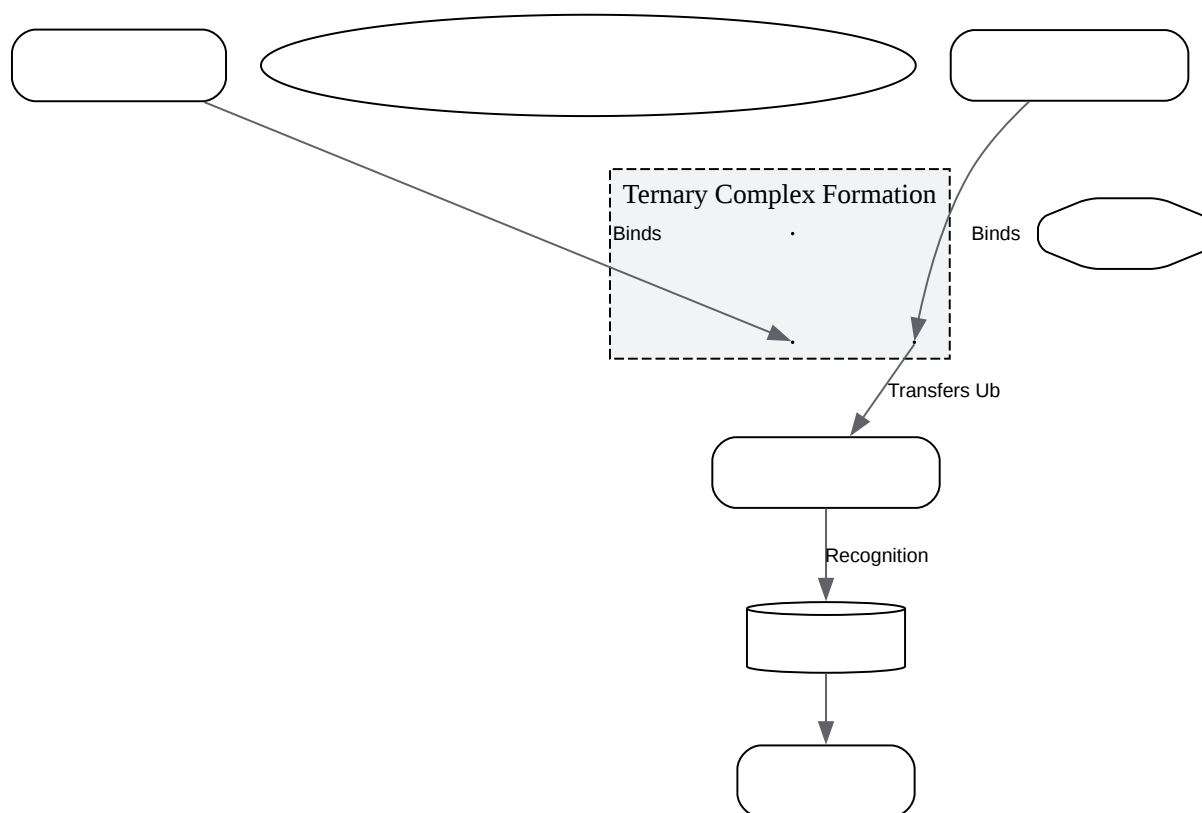 Ternary Complex Formation
Binds
Binds
Transfers Ub
Recognition